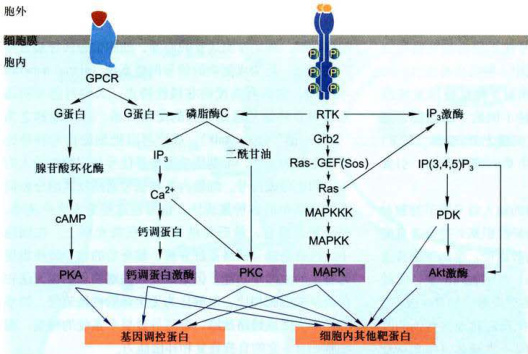 胞外
细胞膜
胞内
GPCR
G蛋白 G蛋白 磷脂酶C RTK IP₃激酶
Grb2
腺苷酸环化酶 IP₃ 二酰甘油 Ras- GEF(Sos) IP(3,4,5)P₃
Ca²⁺ Ras
cAMP MAPKKK PDK
钙调蛋白 MAPKK
PKA 钙调蛋白激酶 PKC MAPK Akt激酶
基因调控蛋白 细胞内其他靶蛋白
P P
P P
P P